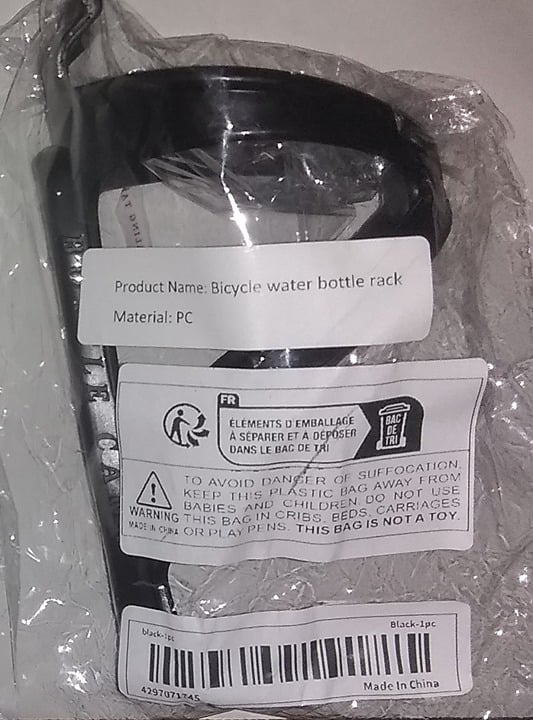 Product Name: Bicycle water bottle rack
Material: PC
FR
ÉLÉMENTS D'EMBALLAGE
À SÉPARER ET À DÉPOSER
DANS LE BAC DE TRI
BAC
DE
TRI
TO AVOID DANGER OF SUFFOCATION,
KEEP THIS PLASTIC BAG AWAY FROM
BABIES AND CHILDREN. DO NOT USE
THIS BAG IN CRIBS, BEDS, CARRIAGES
OR PLAY PENS. THIS BAG IS NOT A TOY.
WARNING
MADE IN CHINA
black-1pc
Black-1pc
4297071745
Made In China